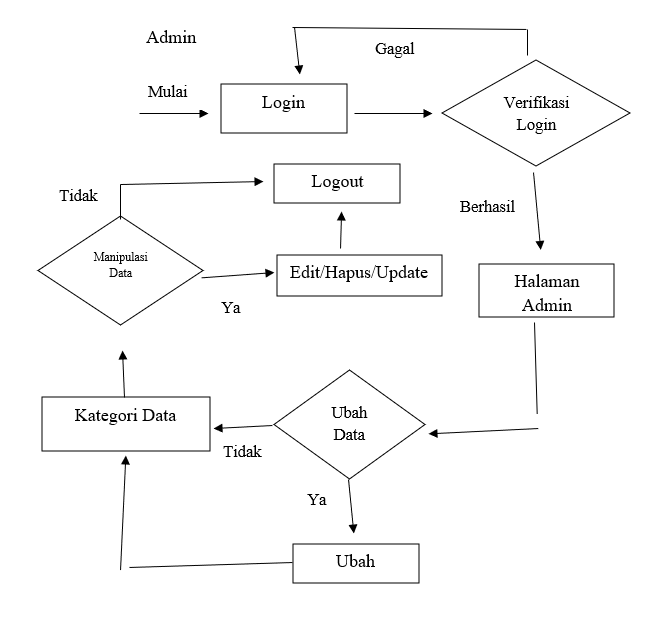 Admin
Gagal
Mulai
Login
Verifikasi
Login
Tidak
Logout
Berhasil
Manipulasi
Data
Edit/Hapus/Update
Halaman
Admin
Ya
Kategori Data
Ubah
Data
Tidak
Ya
Ubah